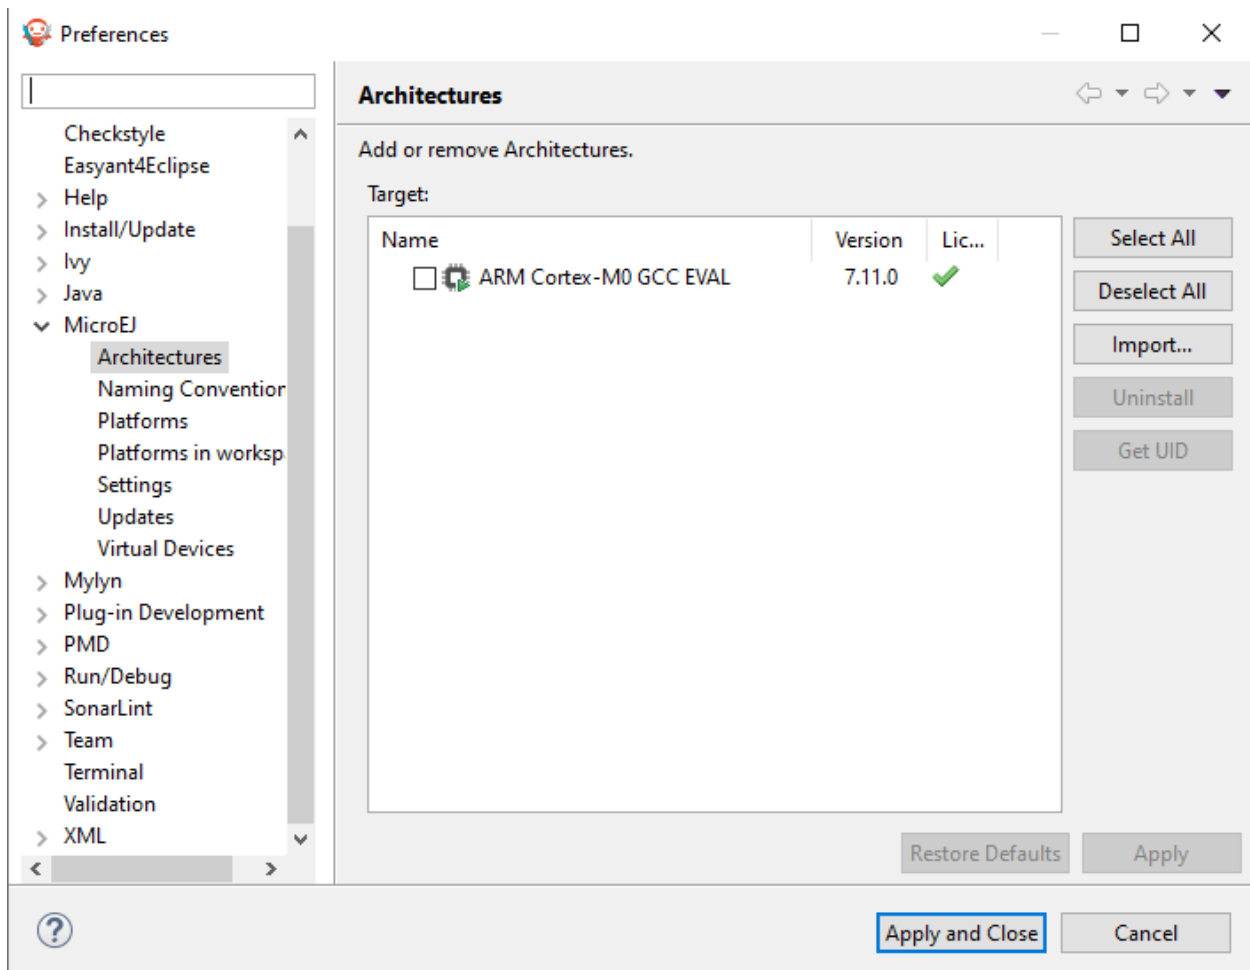 Preferences
Checkstyle
Easyant4Eclipse
Help
Install/Update
Ivy
Java
MicroEJ
Architectures
Naming Convention
Platforms
Platforms in worksp
Settings
Updates
Virtual Devices
Mylyn
Plug-in Development
PMD
Run/Debug
SonarLint
Team
Terminal
Validation
XML
Architectures
Add or remove Architectures.
Target:
Name Version Lic...
ARM Cortex-M0 GCC EVAL 7.11.0
Select All
Deselect All
Import...
Uninstall
Get UID
Restore Defaults Apply
? Apply and Close Cancel